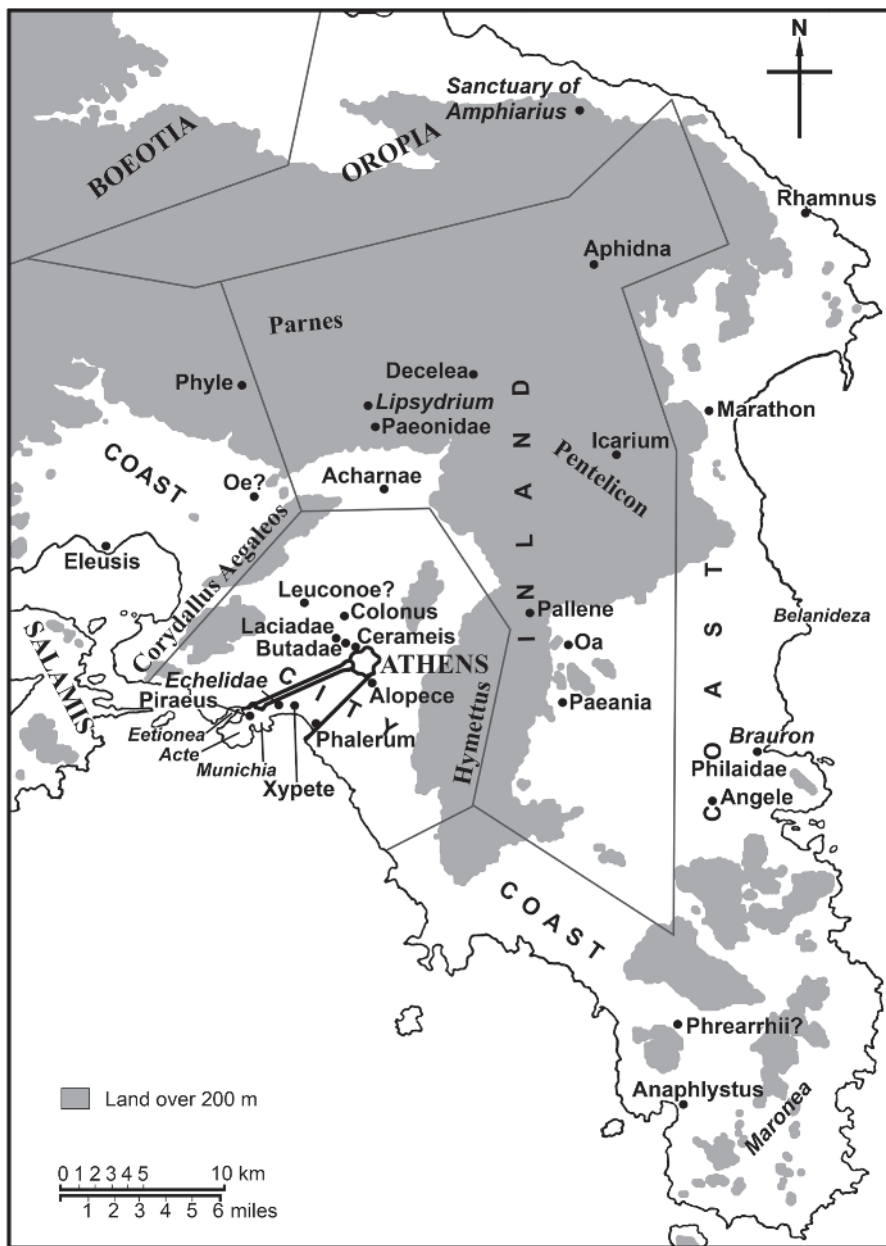 N
Sanctuary of
Amphiarius
BOEOTIA
OROPIA
Rhamnus
Aphidna
Parnes
Decelea
Phyle
Lipsydrium
Marathon
Paeonidae
Icarium
INLAND
Pentelicon
COAST
Acharnae
Oe?
Eleusis
Corydallus Aegaleos
Leuconoe?
Colonus
Pallene
Belanideza
COAST
SALAMIS
Laciadae
Cerameis
Butadae
Oa
ATHENS
Echelidae
CITY
Alopece
Piraeus
Paeania
Eetionea
Phalerum
Hymettus
Brauron
Acte
Munichia
Philaidae
Xypete
Angele
COAST
Phrearrhii?
Anaphlystus
Maronea
Land over 200 m
0 1 2 3 4 5 10 km
1 2 3 4 5 6 miles